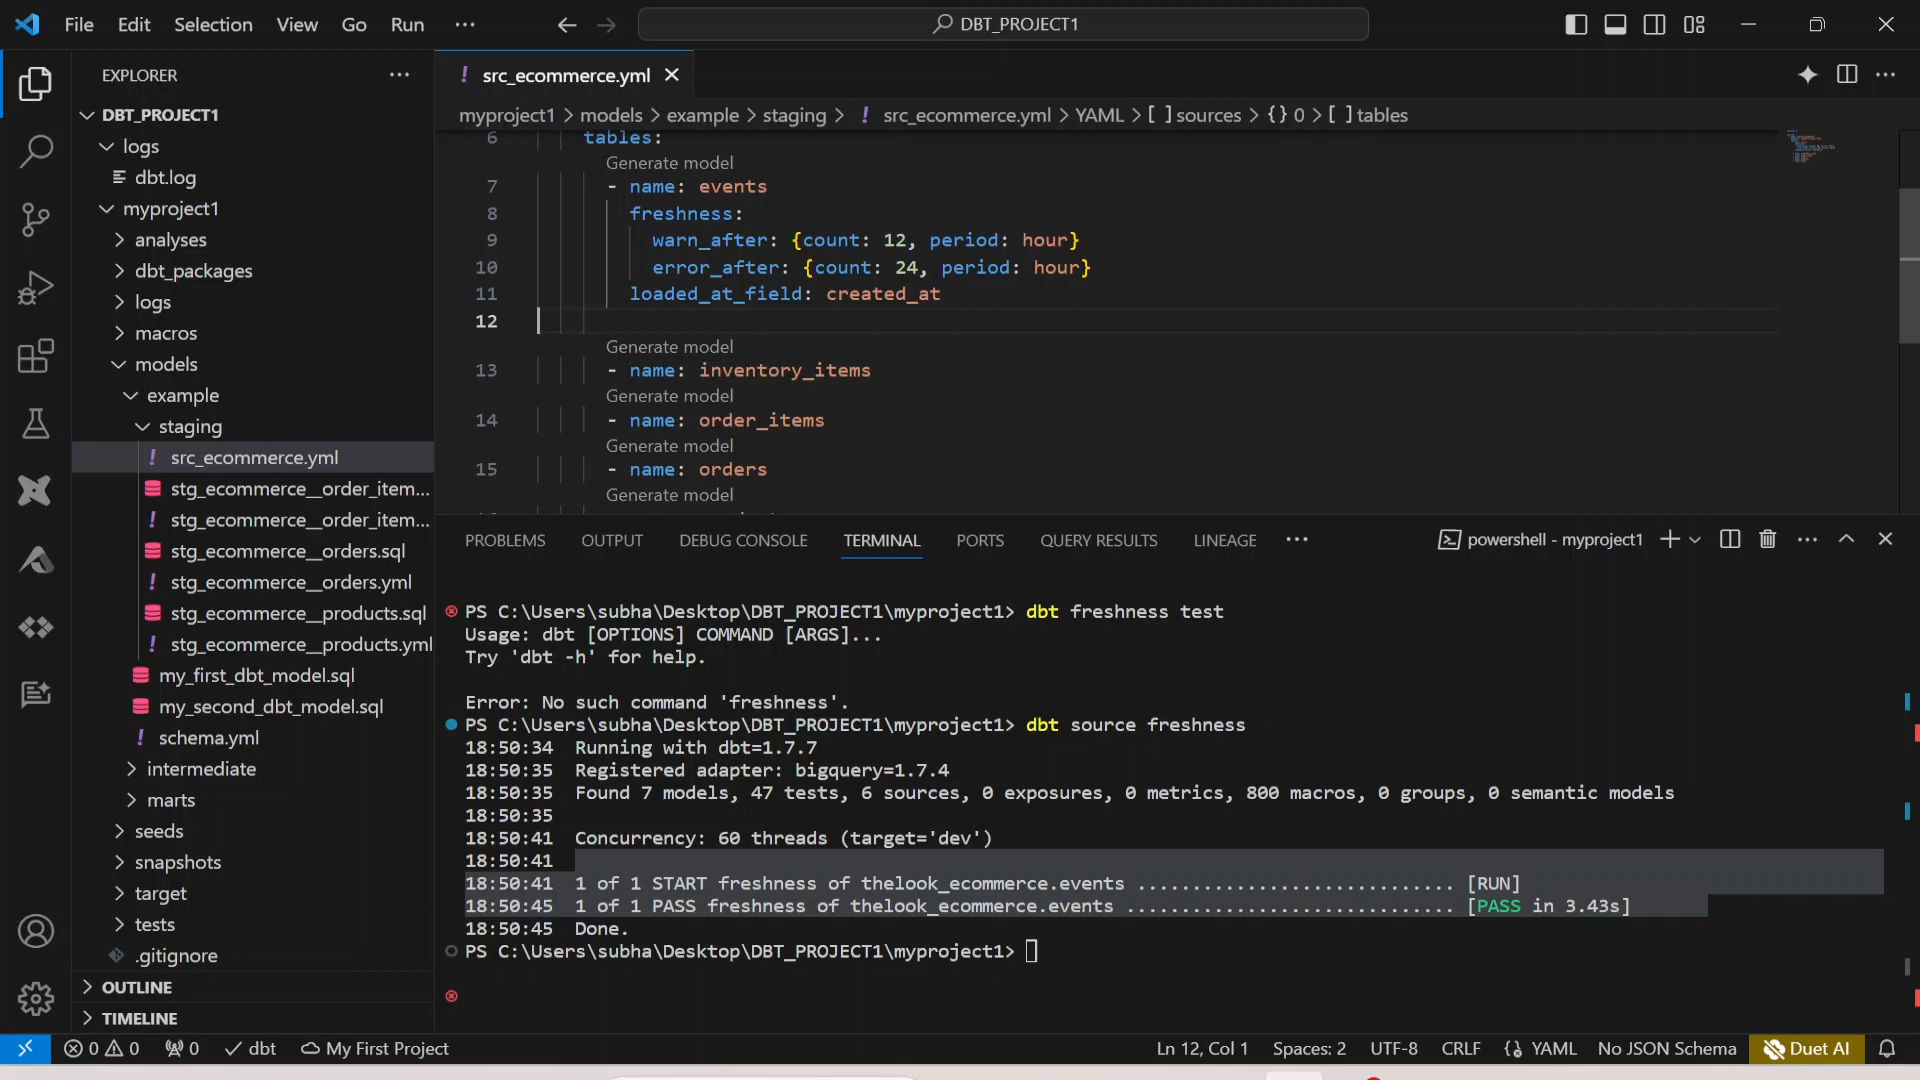 File Edit Selection View Go Run ... DBT_PROJECT1
EXPLORER ...
DBT_PROJECT1
logs
dbt.log
myproject1
analyses
dbt_packages
logs
macros
models
example
staging
! src_ecommerce.yml
stg_ecommerce__order_item...
! stg_ecommerce__order_item...
stg_ecommerce__orders.sql
! stg_ecommerce__orders.yml
stg_ecommerce__products.sql
! stg_ecommerce__products.yml
my_first_dbt_model.sql
my_second_dbt_model.sql
! schema.yml
intermediate
marts
seeds
snapshots
target
tests
.gitignore
OUTLINE
TIMELINE
! src_ecommerce.yml
myproject1 > models > example > staging > ! src_ecommerce.yml > YAML > [ ] sources > {} 0 > [ ] tables
6 tables:
Generate model
7 - name: events
8 freshness:
9 warn_after: {count: 12, period: hour}
10 error_after: {count: 24, period: hour}
11 loaded_at_field: created_at
12
Generate model
13 - name: inventory_items
Generate model
14 - name: order_items
Generate model
15 - name: orders
Generate model
PROBLEMS OUTPUT DEBUG CONSOLE TERMINAL PORTS QUERY RESULTS LINEAGE ... powershell - myproject1
PS C:\Users\subha\Desktop\DBT_PROJECT1\myproject1> dbt freshness test
Usage: dbt [OPTIONS] COMMAND [ARGS]...
Try 'dbt -h' for help.
Error: No such command 'freshness'.
PS C:\Users\subha\Desktop\DBT_PROJECT1\myproject1> dbt source freshness
18:50:34 Running with dbt=1.7.7
18:50:35 Registered adapter: bigquery=1.7.4
18:50:35 Found 7 models, 47 tests, 6 sources, 0 exposures, 0 metrics, 800 macros, 0 groups, 0 semantic models
18:50:35
18:50:41 Concurrency: 60 threads (target='dev')
18:50:41
18:50:41 1 of 1 START freshness of thelook_ecommerce.events ............................. [RUN]
18:50:45 1 of 1 PASS freshness of thelook_ecommerce.events .............................. [PASS in 3.43s]
18:50:45 Done.
PS C:\Users\subha\Desktop\DBT_PROJECT1\myproject1>
0 0 0 dbt My First Project Ln 12, Col 1 Spaces: 2 UTF-8 CRLF YAML No JSON Schema Duet AI